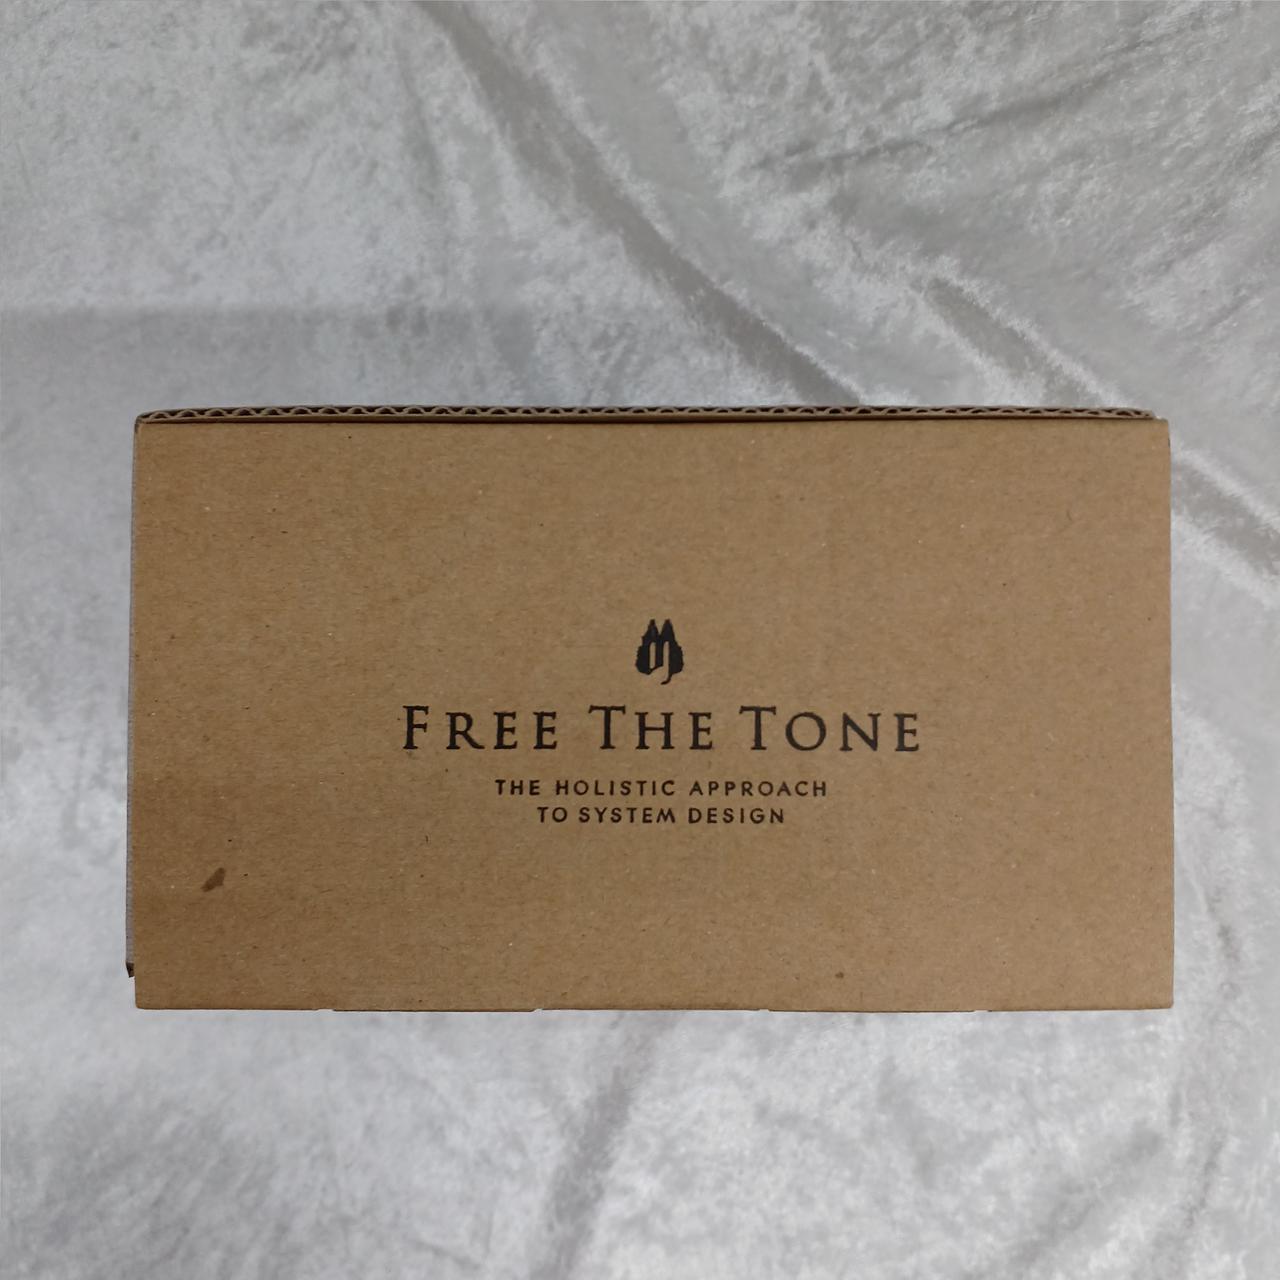 FREE THE TONE
THE HOLISTIC APPROACH
TO SYSTEM DESIGN